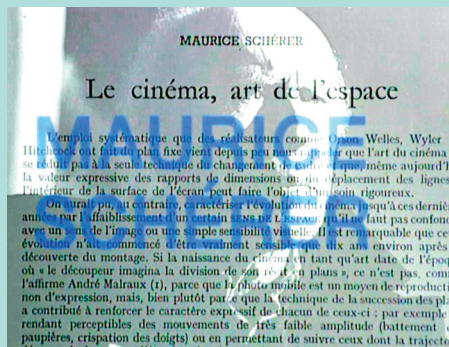 MAURICE SCHÉRER
Le cinéma, art de l'espace
MAURICE
SCHÉRER
L'emploi systématique que des réalisateurs comme Orson Welles, Wyler
Hitchcock ont fait du plan fixe vient depuis peu nous rappeler que l'art du cinéma
se réduit pas à la seule technique du changement de plan
même aujourd'h
la valeur expressive des rapports de dimensions ou du déplacement des lignes
l'intérieur de la surface de l'écran peut faire l'objet d'un soin rigoureux.
On aurait pu, au contraire, caractériser l'évolution du cinéma jusqu'à ces derniè
années par l'affaiblissement d'un certain SENS DE L'ESPACE, qu'il ne faut pas confond
avec un sens de l'image ou une simple sensibilité visuelle. Il est remarquable que cet
évolution n'ait commencé d'être vraiment sensible que dix ans environ après
découverte du montage. Si la naissance du cinéma en tant qu'art date de l'époq
où « le découpeur imagina la division de son récit en plans », ce n'est pas, comm
l'affirme André Malraux (1), parce que la photo mobile est un moyen de reproducti
non d'expression, mais, bien plutôt parce que la technique de la succession des pla
a contribué à renforcer le caractère expressif de chacun de ceux-ci : par exemple
rendant perceptibles des mouvements de très faible amplitude (battement d
paupières, crispation des doigts) ou en permettant de suivre ceux dont la trajecto